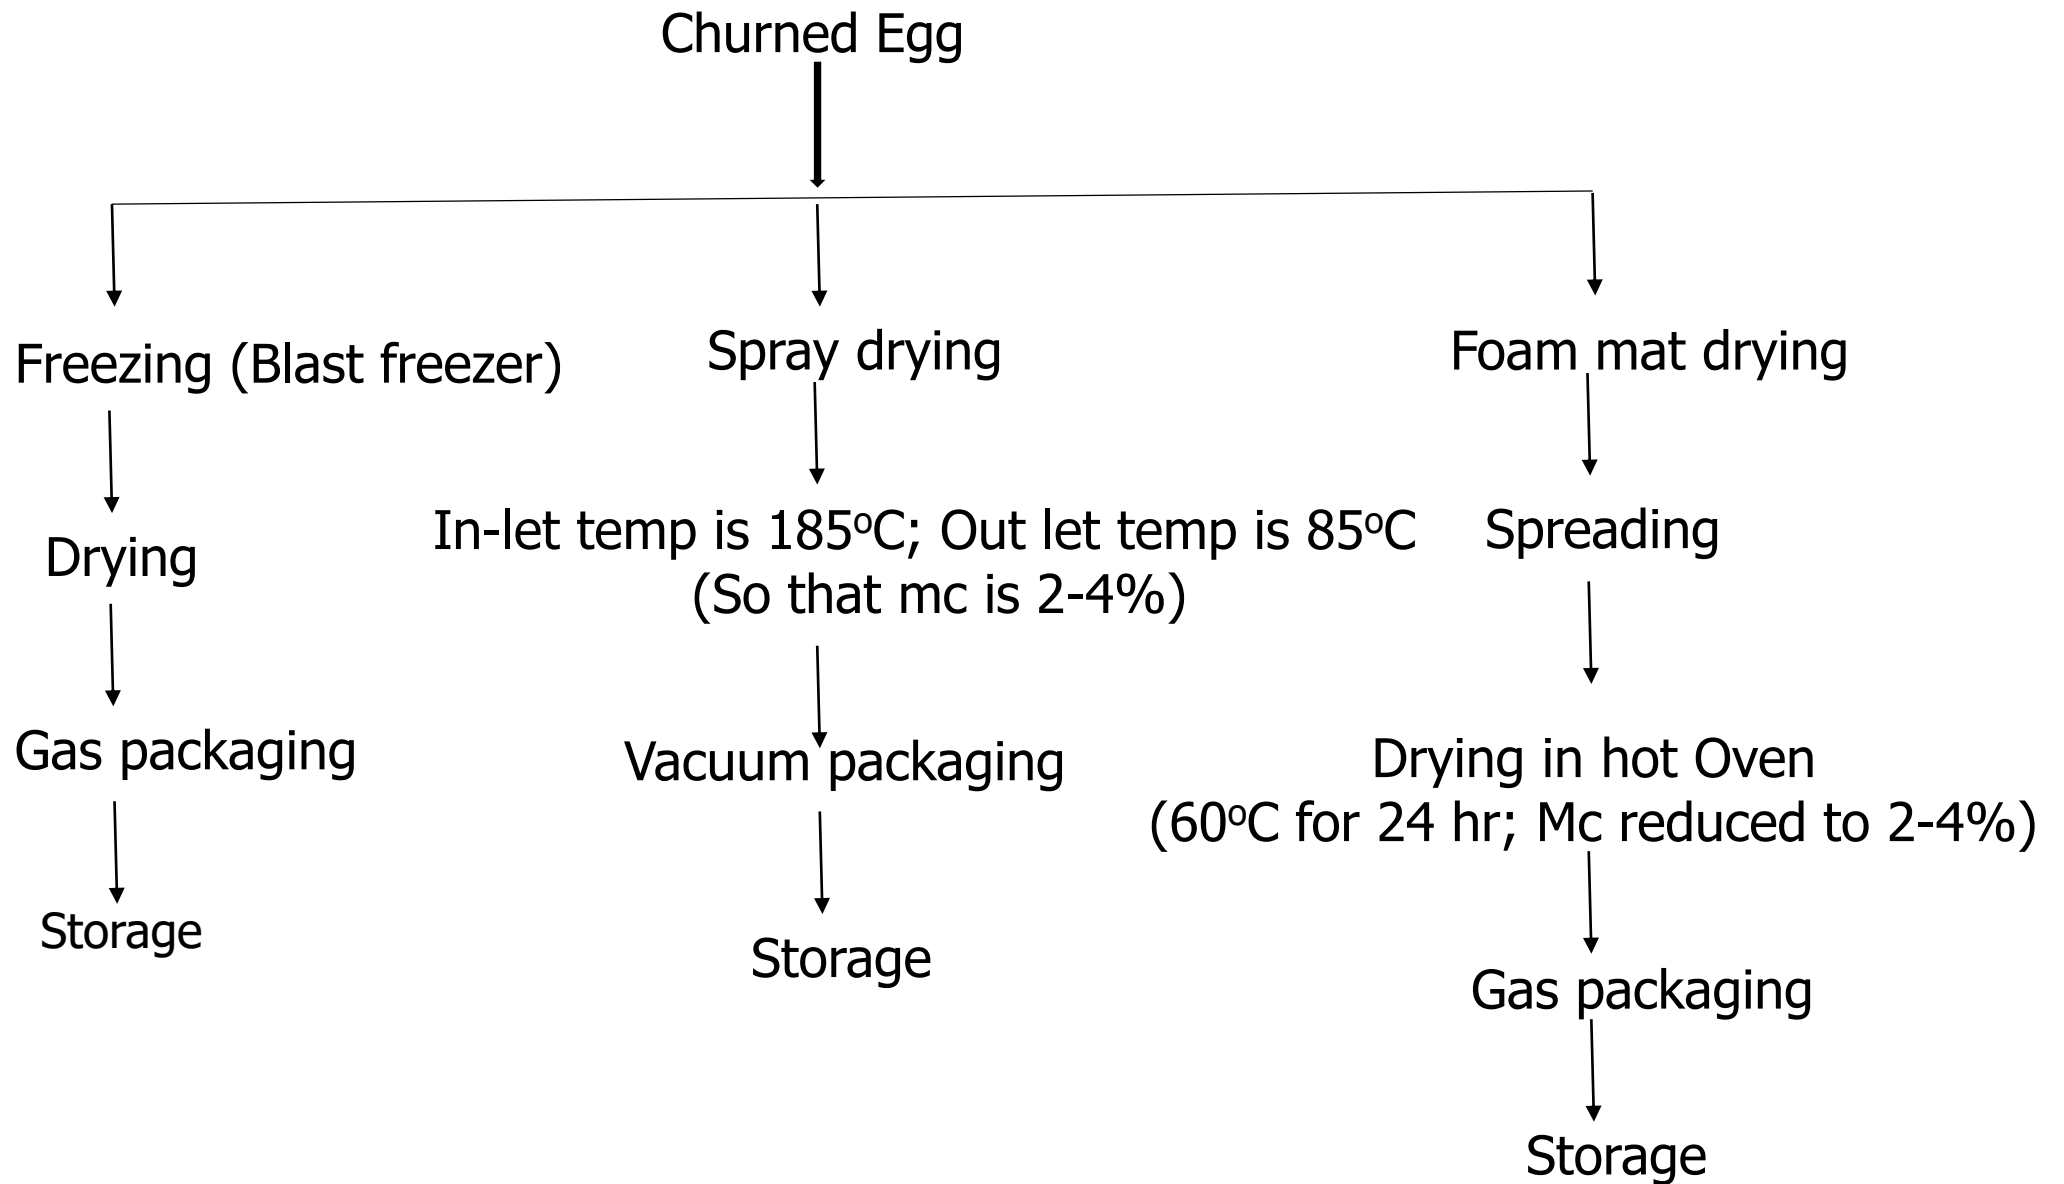 Churned Egg
Freezing (Blast freezer)
Drying
Gas packaging
Storage
Spray drying
In-let temp is 185ºC; Out let temp is 85ºC
(So that mc is 2-4%)
Vacuum packaging
Storage
Foam mat drying
Spreading
Drying in hot Oven
(60ºC for 24 hr; Mc reduced to 2-4%)
Gas packaging
Storage